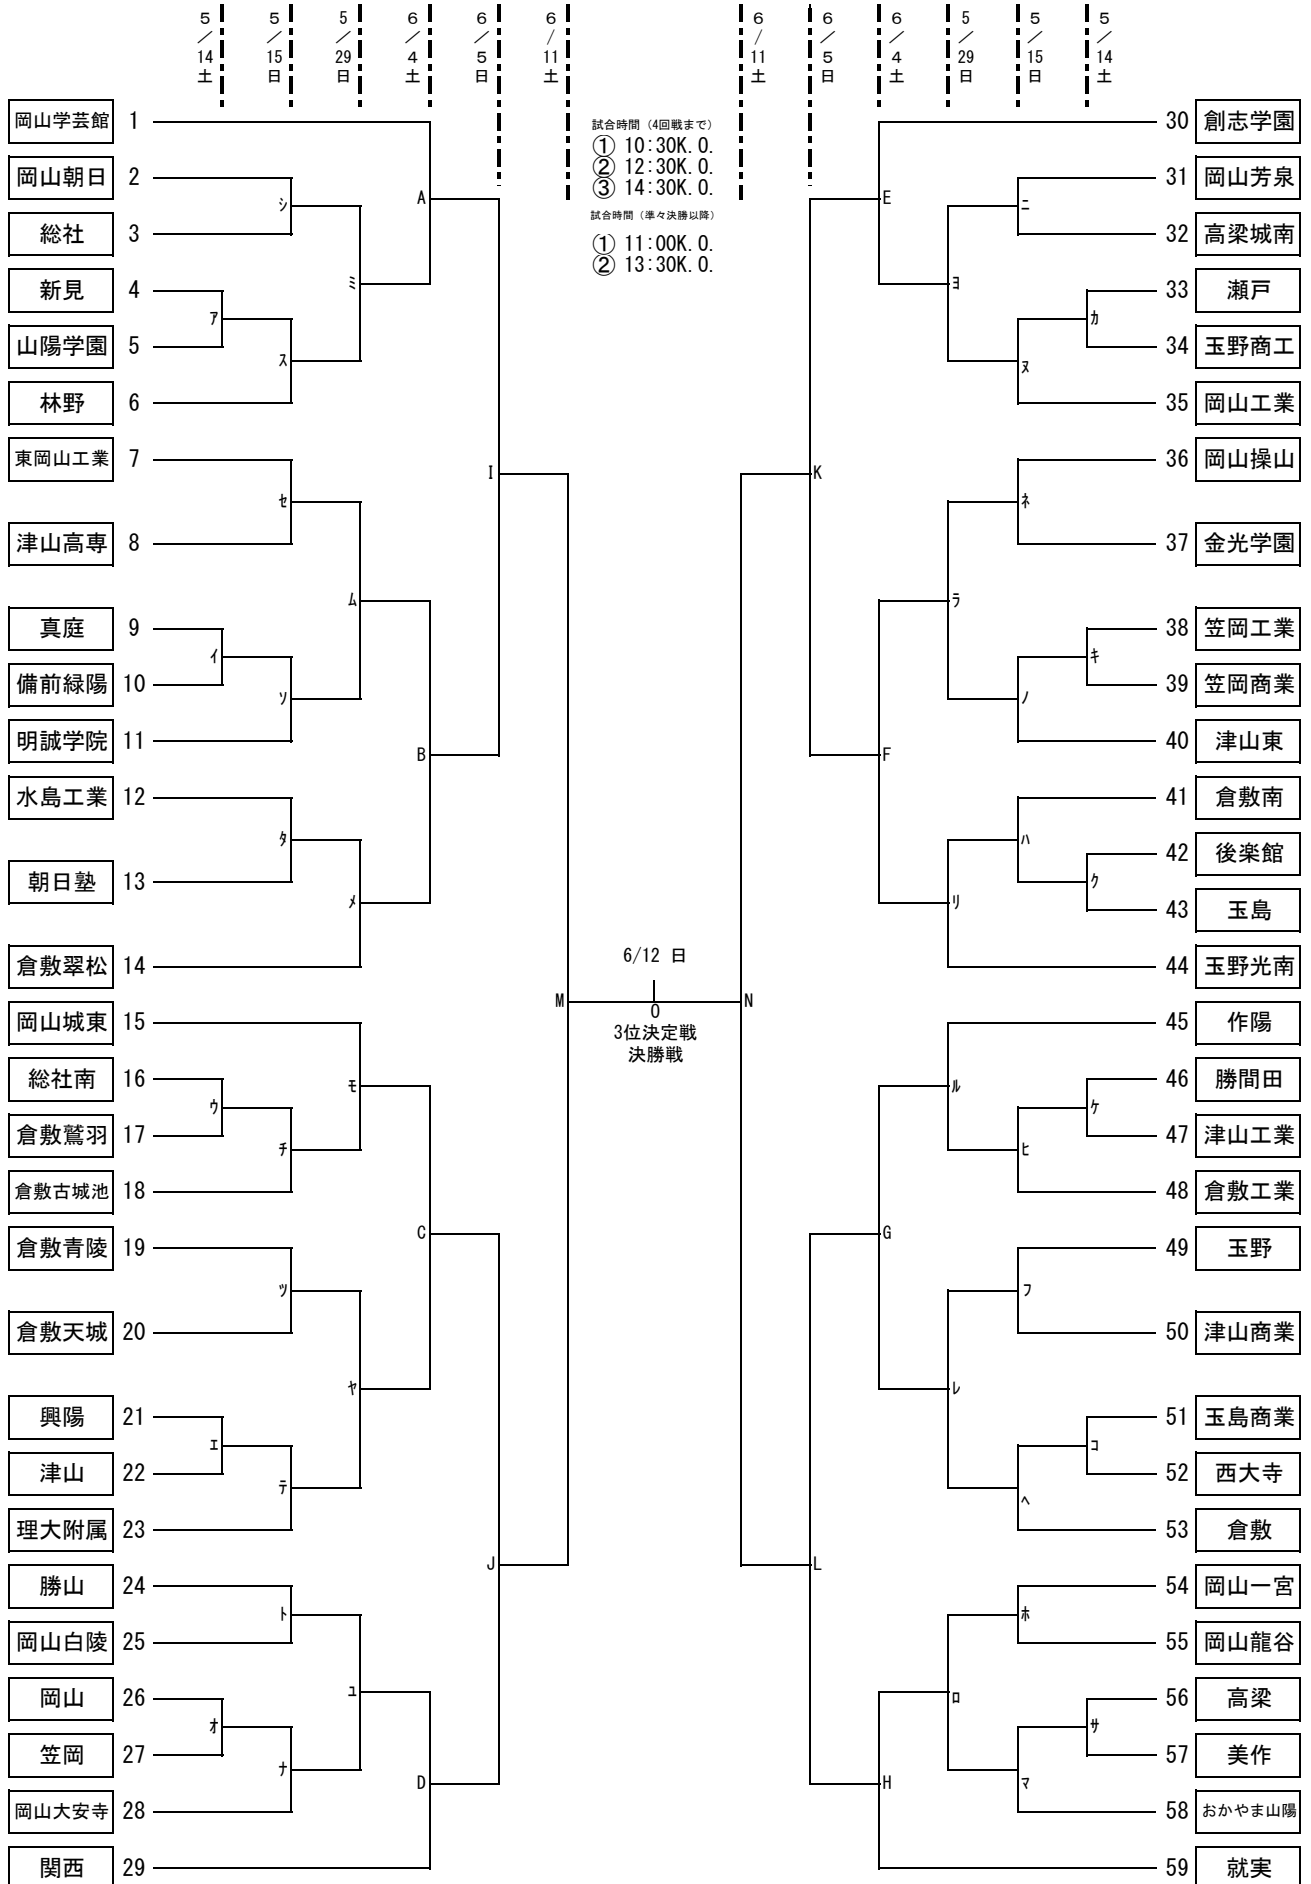 5/14 土
5/15 日
5/29 日
6/4 土
6/5 日
6/11 土
6/11 土
6/5 日
6/4 土
5/29 日
5/15 日
5/14 土
試合時間（4回戦まで）
① 10:30K.O.
② 12:30K.O.
③ 14:30K.O.
試合時間（準々決勝以降）
① 11:00K.O.
② 13:30K.O.
岡山学芸館 1
岡山朝日 2
総社 3
新見 4
山陽学園 5
林野 6
東岡山工業 7
津山高専 8
真庭 9
備前緑陽 10
明誠学院 11
水島工業 12
朝日塾 13
倉敷翠松 14
岡山城東 15
総社南 16
倉敷鷲羽 17
倉敷古城池 18
倉敷青陵 19
倉敷天城 20
興陽 21
津山 22
理大附属 23
勝山 24
岡山白陵 25
岡山 26
笠岡 27
岡山大安寺 28
関西 29
ア
イ
ウ
エ
オ
シ
ス
セ
ソ
タ
チ
ツ
テ
ト
ナ
ミ
ム
メ
モ
ヤ
ユ
A
B
C
D
I
J
M
6/12 日
O
3位決定戦
決勝戦
N
K
L
E
F
G
H
ヨ
ラ
リ
ル
レ
ロ
ニ
ヌ
ネ
ノ
ハ
ヒ
フ
ヘ
ホ
マ
カ
キ
ク
ケ
コ
サ
30 創志学園
31 岡山芳泉
32 高梁城南
33 瀬戸
34 玉野商工
35 岡山工業
36 岡山操山
37 金光学園
38 笠岡工業
39 笠岡商業
40 津山東
41 倉敷南
42 後楽館
43 玉島
44 玉野光南
45 作陽
46 勝間田
47 津山工業
48 倉敷工業
49 玉野
50 津山商業
51 玉島商業
52 西大寺
53 倉敷
54 岡山一宮
55 岡山龍谷
56 高梁
57 美作
58 おかやま山陽
59 就実